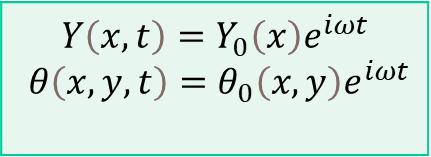 Y(x, t) = Y₀(x)e^{iωt}
θ(x, y, t) = θ₀(x, y)e^{iωt}